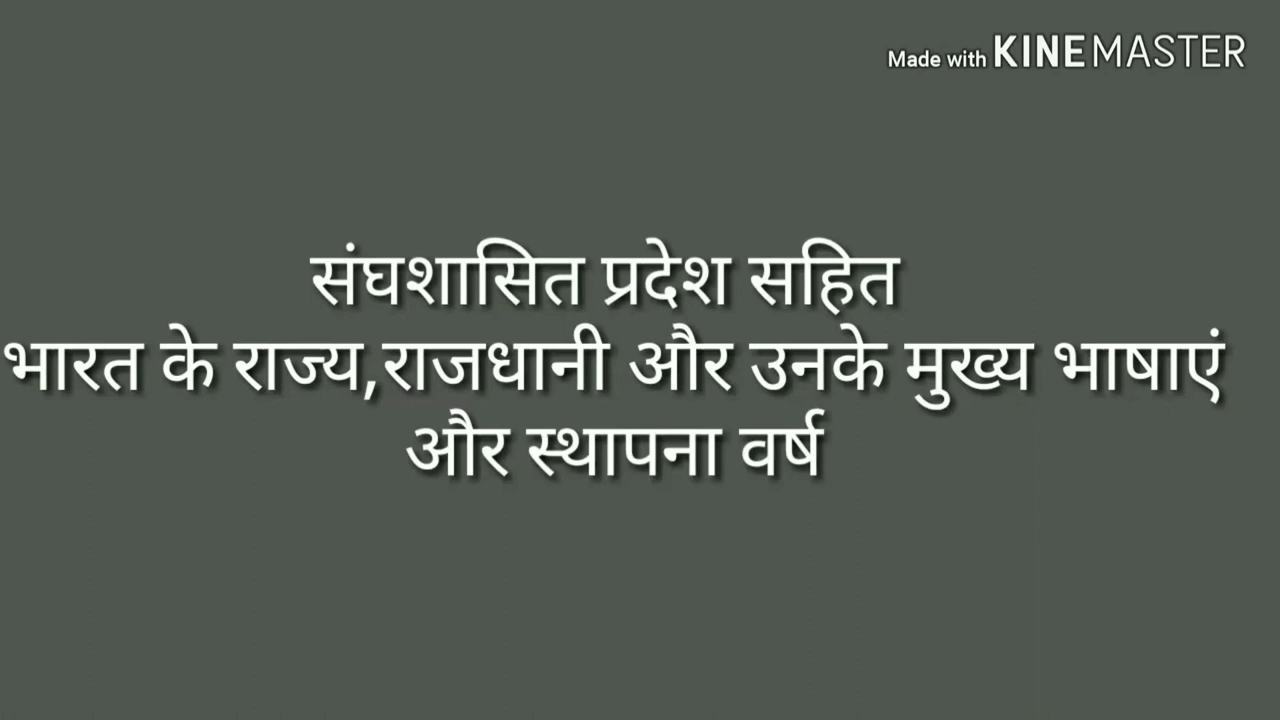 Made with KINEMASTER
संघशासित प्रदेश सहित
भारत के राज्य,राजधानी और उनके मुख्य भाषाएं
और स्थापना वर्ष